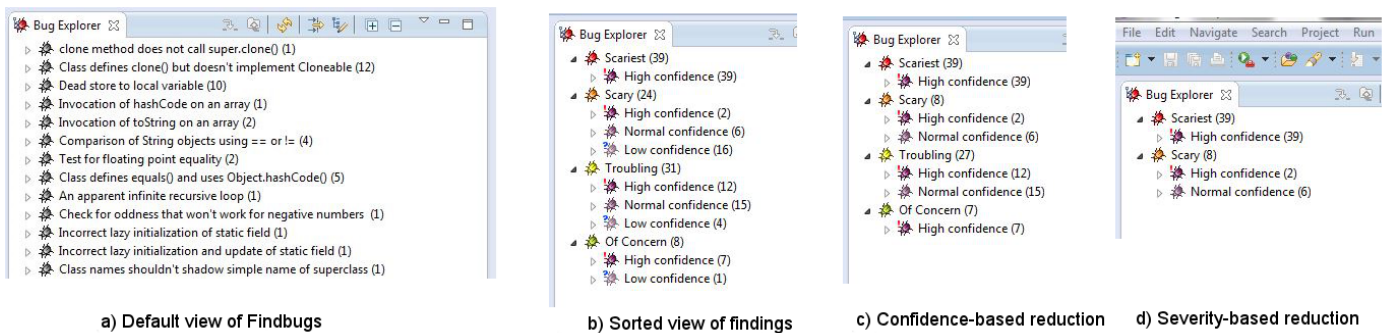 Bug Explorer
clone method does not call super.clone() (1)
Class defines clone() but doesn't implement Cloneable (12)
Dead store to local variable (10)
Invocation of hashCode on an array (1)
Invocation of toString on an array (2)
Comparison of String objects using == or != (4)
Test for floating point equality (2)
Class defines equals() and uses Object.hashCode() (5)
An apparent infinite recursive loop (1)
Check for oddness that won't work for negative numbers (1)
Incorrect lazy initialization of static field (1)
Incorrect lazy initialization and update of static field (1)
Class names shouldn't shadow simple name of superclass (1)
a) Default view of Findbugs
Bug Explorer
Scariest (39)
High confidence (39)
Scary (24)
High confidence (2)
Normal confidence (6)
Low confidence (16)
Troubling (31)
High confidence (12)
Normal confidence (15)
Low confidence (4)
Of Concern (8)
High confidence (7)
Low confidence (1)
b) Sorted view of findings
Bug Explorer
Scariest (39)
High confidence (39)
Scary (8)
High confidence (2)
Normal confidence (6)
Troubling (27)
High confidence (12)
Normal confidence (15)
Of Concern (7)
High confidence (7)
c) Confidence-based reduction
File Edit Navigate Search Project Run
Bug Explorer
Scariest (39)
High confidence (39)
Scary (8)
High confidence (2)
Normal confidence (6)
d) Severity-based reduction